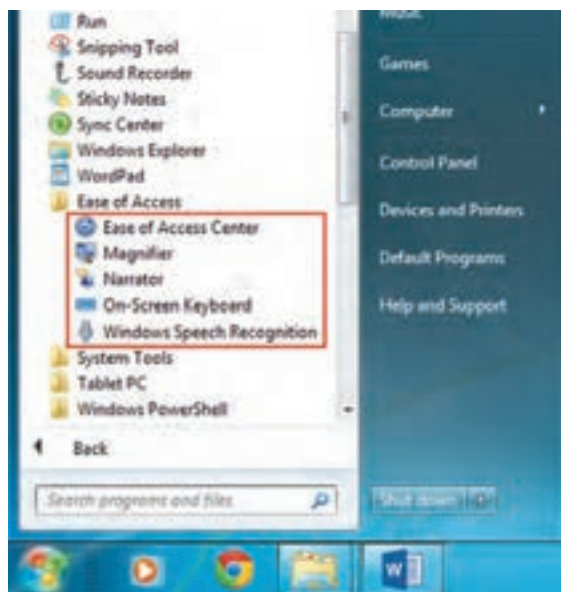 Run
Snipping Tool
Sound Recorder
Sticky Notes
Sync Center
Windows Explorer
WordPad
Ease of Access
Ease of Access Center
Magnifier
Narrator
On-Screen Keyboard
Windows Speech Recognition
System Tools
Tablet PC
Windows PowerShell
Back
Search programs and files
Music
Games
Computer
Control Panel
Devices and Printers
Default Programs
Help and Support
Shut down
W